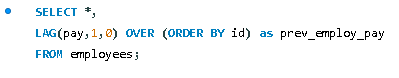 SELECT *,
LAG(pay,1,0) OVER (ORDER BY id) as prev_employ_pay
FROM employees;